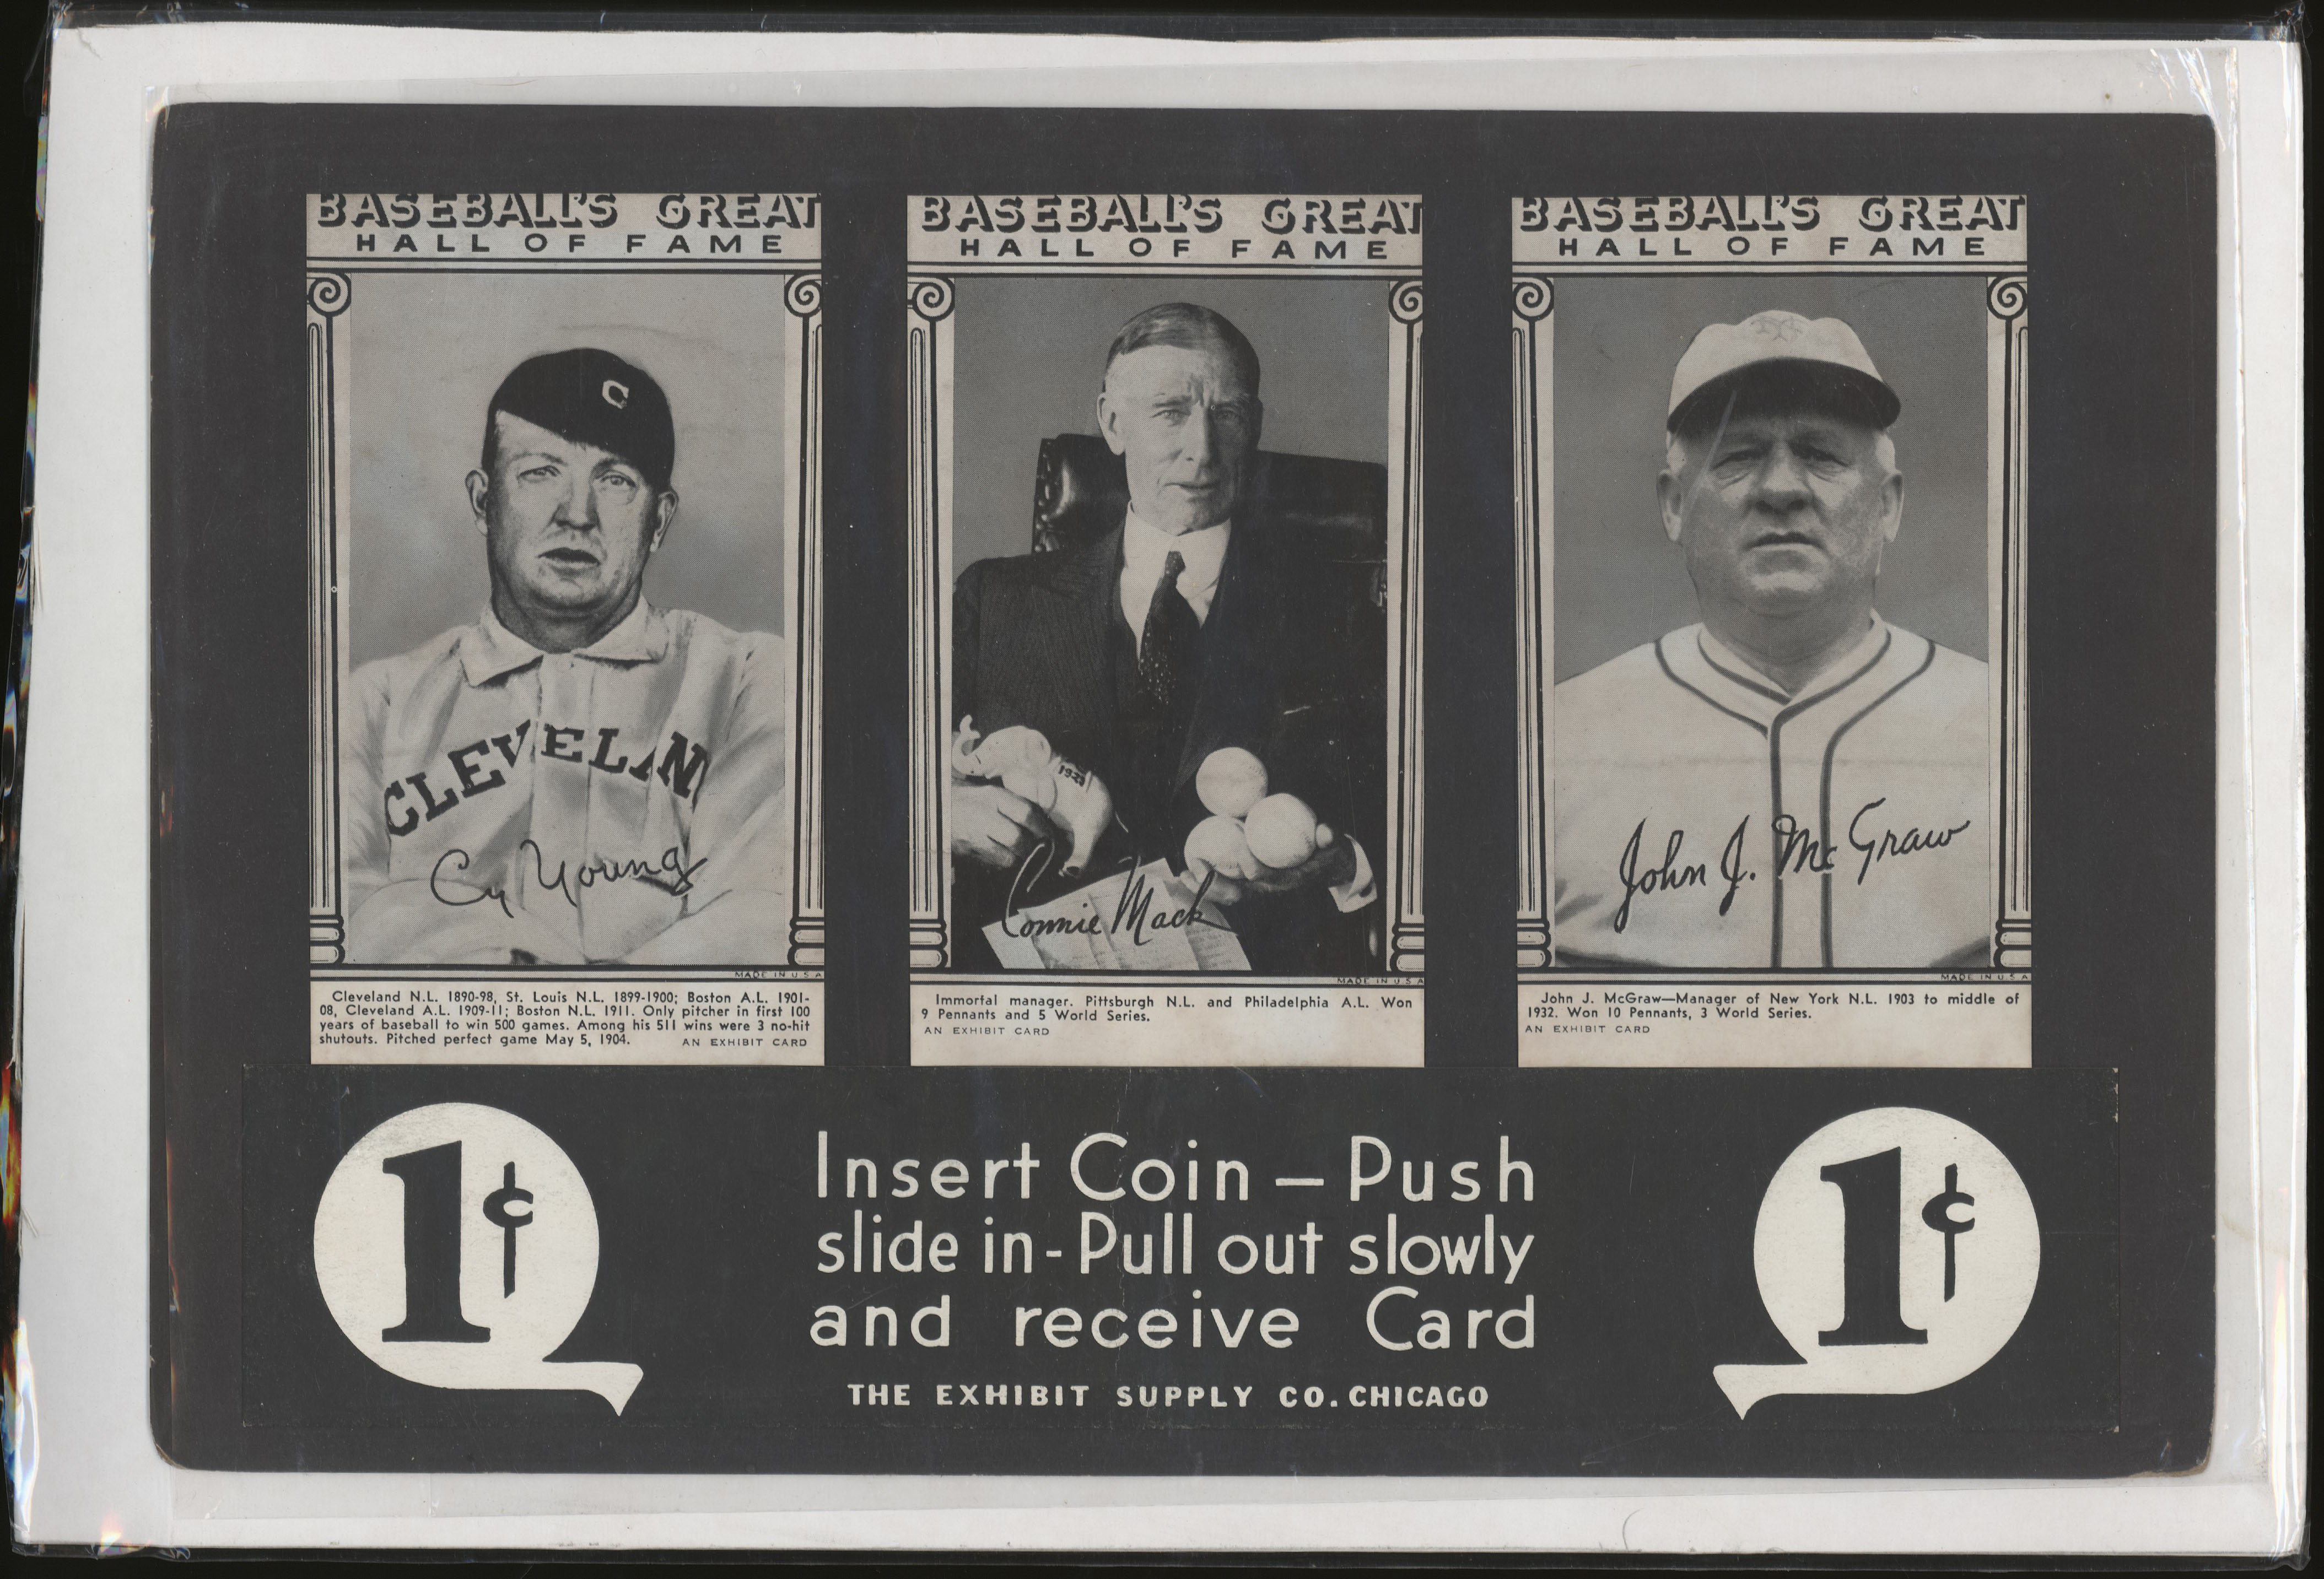 BASEBALL'S GREAT
HALL OF FAME
C
CLEVELAN
Cy Young
MADE IN U S A
Cleveland N.L. 1890-98, St. Louis N.L. 1899-1900; Boston A.L. 1901-
08, Cleveland A.L. 1909-11; Boston N.L. 1911. Only pitcher in first 100
years of baseball to win 500 games. Among his 511 wins were 3 no-hit
shutouts. Pitched perfect game May 5, 1904. AN EXHIBIT CARD
BASEBALL'S GREAT
HALL OF FAME
Connie Mack
MADE IN U S A
Immortal manager. Pittsburgh N.L. and Philadelphia A.L. Won
9 Pennants and 5 World Series.
AN EXHIBIT CARD
BASEBALL'S GREAT
HALL OF FAME
NY
John J. McGraw
MADE IN U S A
John J. McGraw—Manager of New York N.L. 1903 to middle of
1932. Won 10 Pennants, 3 World Series.
AN EXHIBIT CARD
1¢
Insert Coin — Push
slide in - Pull out slowly
and receive Card
THE EXHIBIT SUPPLY CO. CHICAGO
1¢